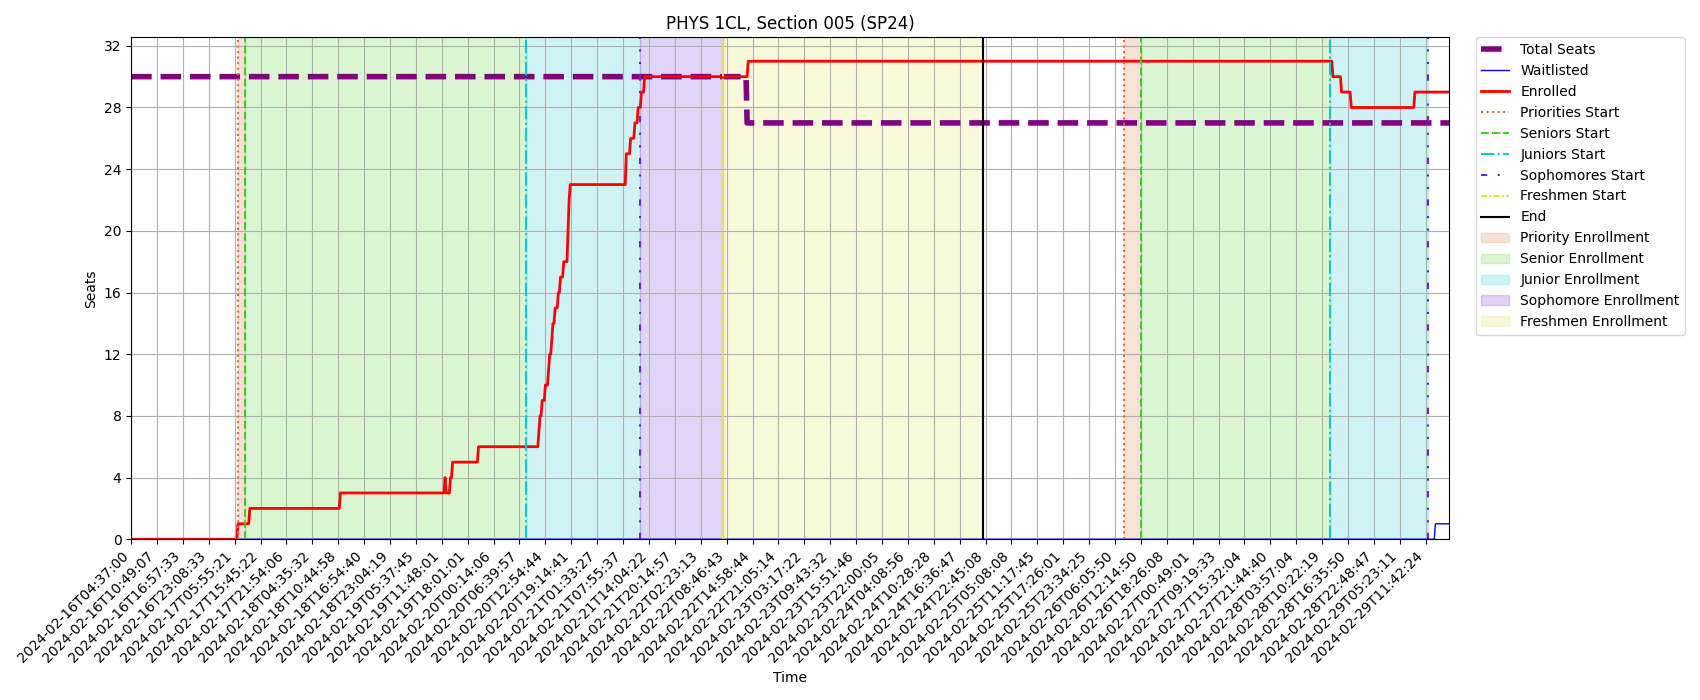 PHYS 1CL, Section 005 (SP24)
Seats
32
28
24
20
16
12
8
4
0
2024-02-16T04:37:00
2024-02-16T10:49:07
2024-02-16T16:57:33
2024-02-16T23:08:33
2024-02-17T05:55:21
2024-02-17T15:45:22
2024-02-17T21:54:06
2024-02-18T04:35:32
2024-02-18T10:44:58
2024-02-18T16:54:40
2024-02-18T23:04:19
2024-02-19T05:37:45
2024-02-19T11:48:01
2024-02-19T18:01:01
2024-02-20T00:14:06
2024-02-20T06:39:57
2024-02-20T12:54:44
2024-02-20T19:14:41
2024-02-21T01:33:27
2024-02-21T07:55:37
2024-02-21T14:04:22
2024-02-21T20:14:57
2024-02-22T02:23:13
2024-02-22T08:46:43
2024-02-22T14:58:44
2024-02-22T21:05:14
2024-02-23T03:17:22
2024-02-23T09:43:32
2024-02-23T15:51:46
2024-02-23T22:00:05
2024-02-24T04:08:56
2024-02-24T10:28:28
2024-02-24T16:36:47
2024-02-24T22:45:08
2024-02-25T05:08:08
2024-02-25T11:17:45
2024-02-25T17:26:01
2024-02-25T23:34:25
2024-02-26T06:05:50
2024-02-26T12:14:50
2024-02-26T18:26:08
2024-02-27T00:49:01
2024-02-27T09:19:33
2024-02-27T15:32:04
2024-02-27T21:44:40
2024-02-28T03:57:04
2024-02-28T10:22:19
2024-02-28T16:35:50
2024-02-28T22:48:47
2024-02-29T05:23:11
2024-02-29T11:42:24
Time
Total Seats
Waitlisted
Enrolled
Priorities Start
Seniors Start
Juniors Start
Sophomores Start
Freshmen Start
End
Priority Enrollment
Senior Enrollment
Junior Enrollment
Sophomore Enrollment
Freshmen Enrollment